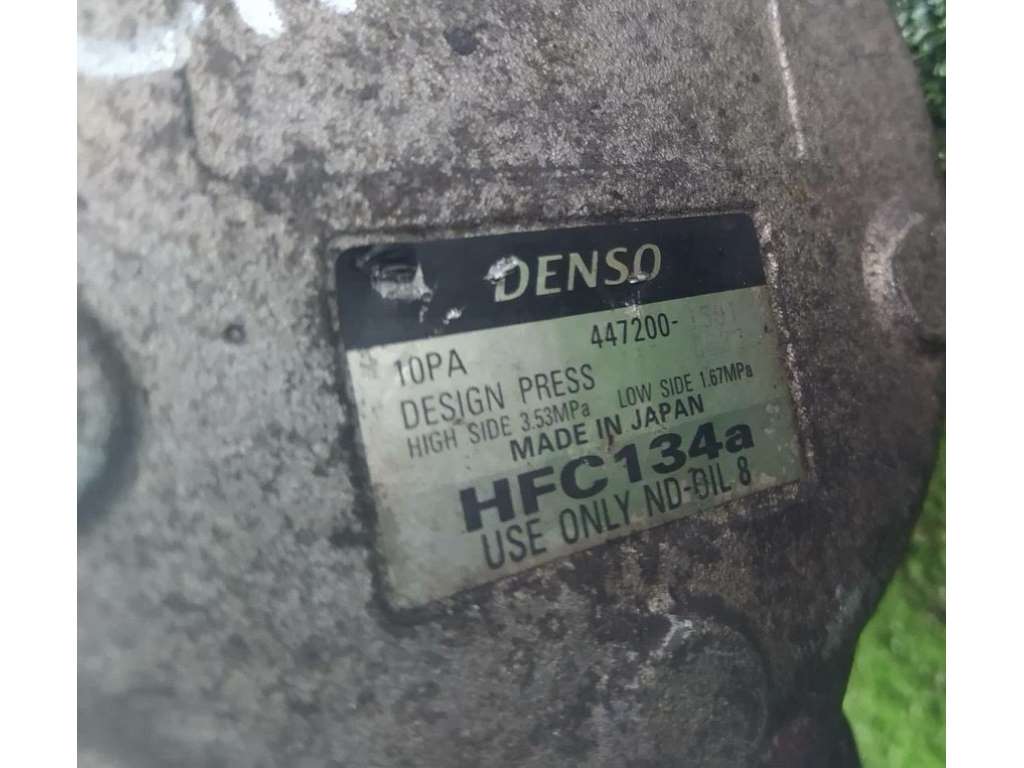 DENSO
10PA 447200-
DESIGN PRESS
HIGH SIDE 3.53MPa LOW SIDE 1.67MPa
MADE IN JAPAN
HFC134a
USE ONLY ND-OIL 8